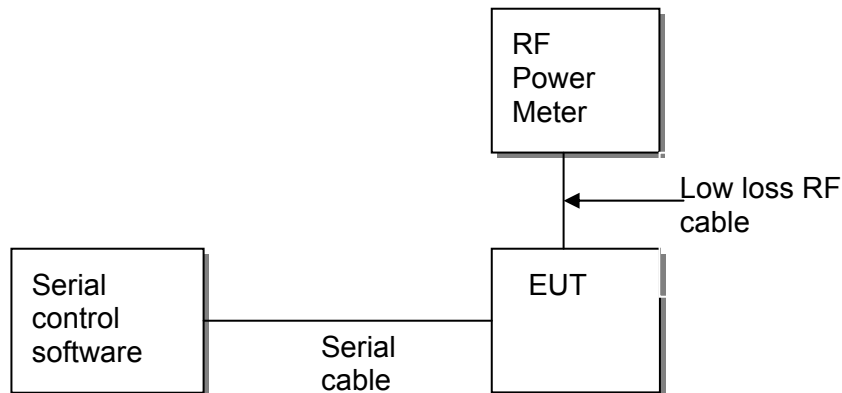 RF
Power
Meter
Low loss RF
cable
Serial
control
software
EUT
Serial
cable